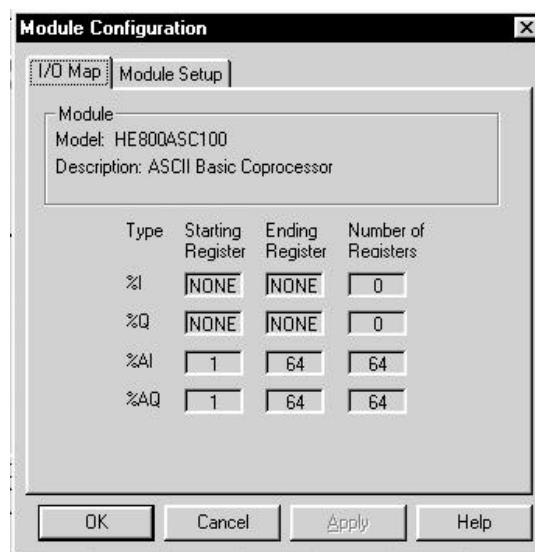 Module Configuration
I/O Map Module Setup
Module
Model: HE800ASC100
Description: ASCII Basic Coprocessor
Type Starting Register Ending Register Number of Registers
%I NONE NONE 0
%Q NONE NONE 0
%AI 1 64 64
%AQ 1 64 64
OK Cancel Apply Help